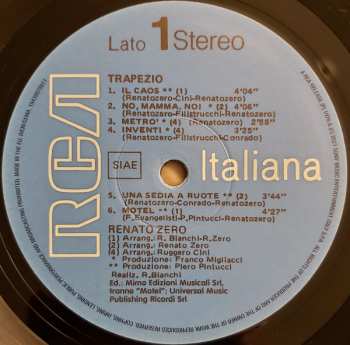 Lato 1 Stereo
RCA
Italiana
SIAE
TRAPEZIO
1. IL CAOS ** (1) 4'04"
(Renatozero-Cini-Renatozero)
2. NO, MAMMA, NO! * (2) 4'06"
(Renatozero-Filistrucchi-Renatozero)
3. METRO' * (4) (Renatozero) 2'58"
4. INVENTI * (4) 3'25"
(Renatozero-Filistrucchi-Conrado)
5. UNA SEDIA A RUOTE ** (2) 3'44"
(Renatozero-Conrado-Renatozero)
6. MOTEL ** (1) 4'27"
(F.Evangelisti-P.Pintucci-Renatozero)
RENATO ZERO
(1) Arrang.: R. Bianchi-R.Zero
(2) Arrang.: Renato Zero
(4) Arrang.: Ruggero Cini
* Produzione: Franco Migliacci
** Produzione: Piero Pintucci
Realiz. R.Bianchi
Ed.: Mimo Edizioni Musicali Srl,
tranne "Motel": Universal Music
Publishing Ricordi Srl